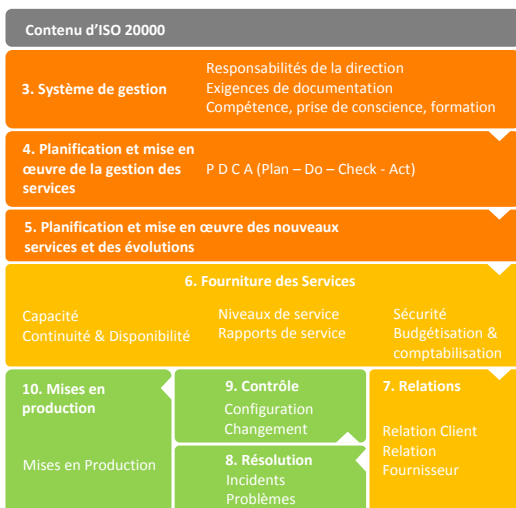 Contenu d’ISO 20000
3. Système de gestion
Responsabilités de la direction
Exigences de documentation
Compétence, prise de conscience, formation
4. Planification et mise en
œuvre de la gestion des
services
P D C A (Plan – Do – Check - Act)
5. Planification et mise en œuvre des nouveaux
services et des évolutions
6. Fourniture des Services
Capacité
Continuité & Disponibilité
Niveaux de service
Rapports de service
Sécurité
Budgétisation &
comptabilisation
10. Mises en
production
Mises en Production
9. Contrôle
Configuration
Changement
8. Résolution
Incidents
Problèmes
7. Relations
Relation Client
Relation
Fournisseur